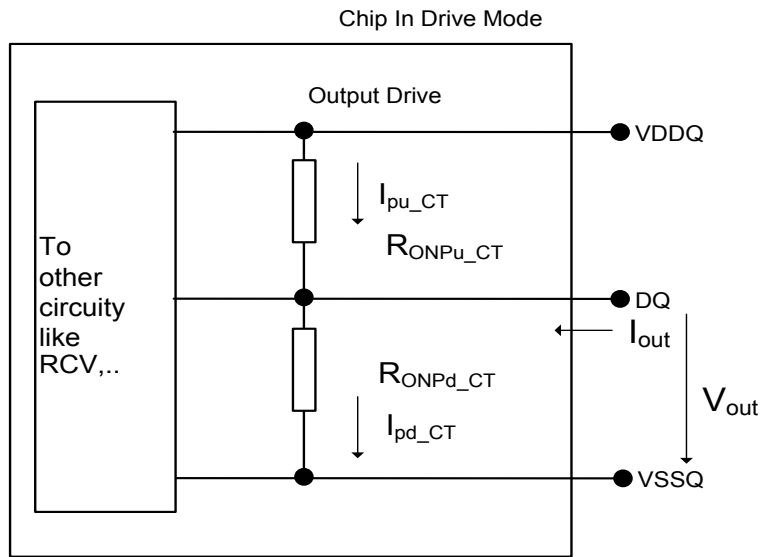 Chip In Drive Mode
Output Drive
VDDQ
Ipu_CT
RONPu_CT
To
other
circuity
like
RCV,..
DQ
Iout
RONPd_CT
Vout
Ipd_CT
VSSQ